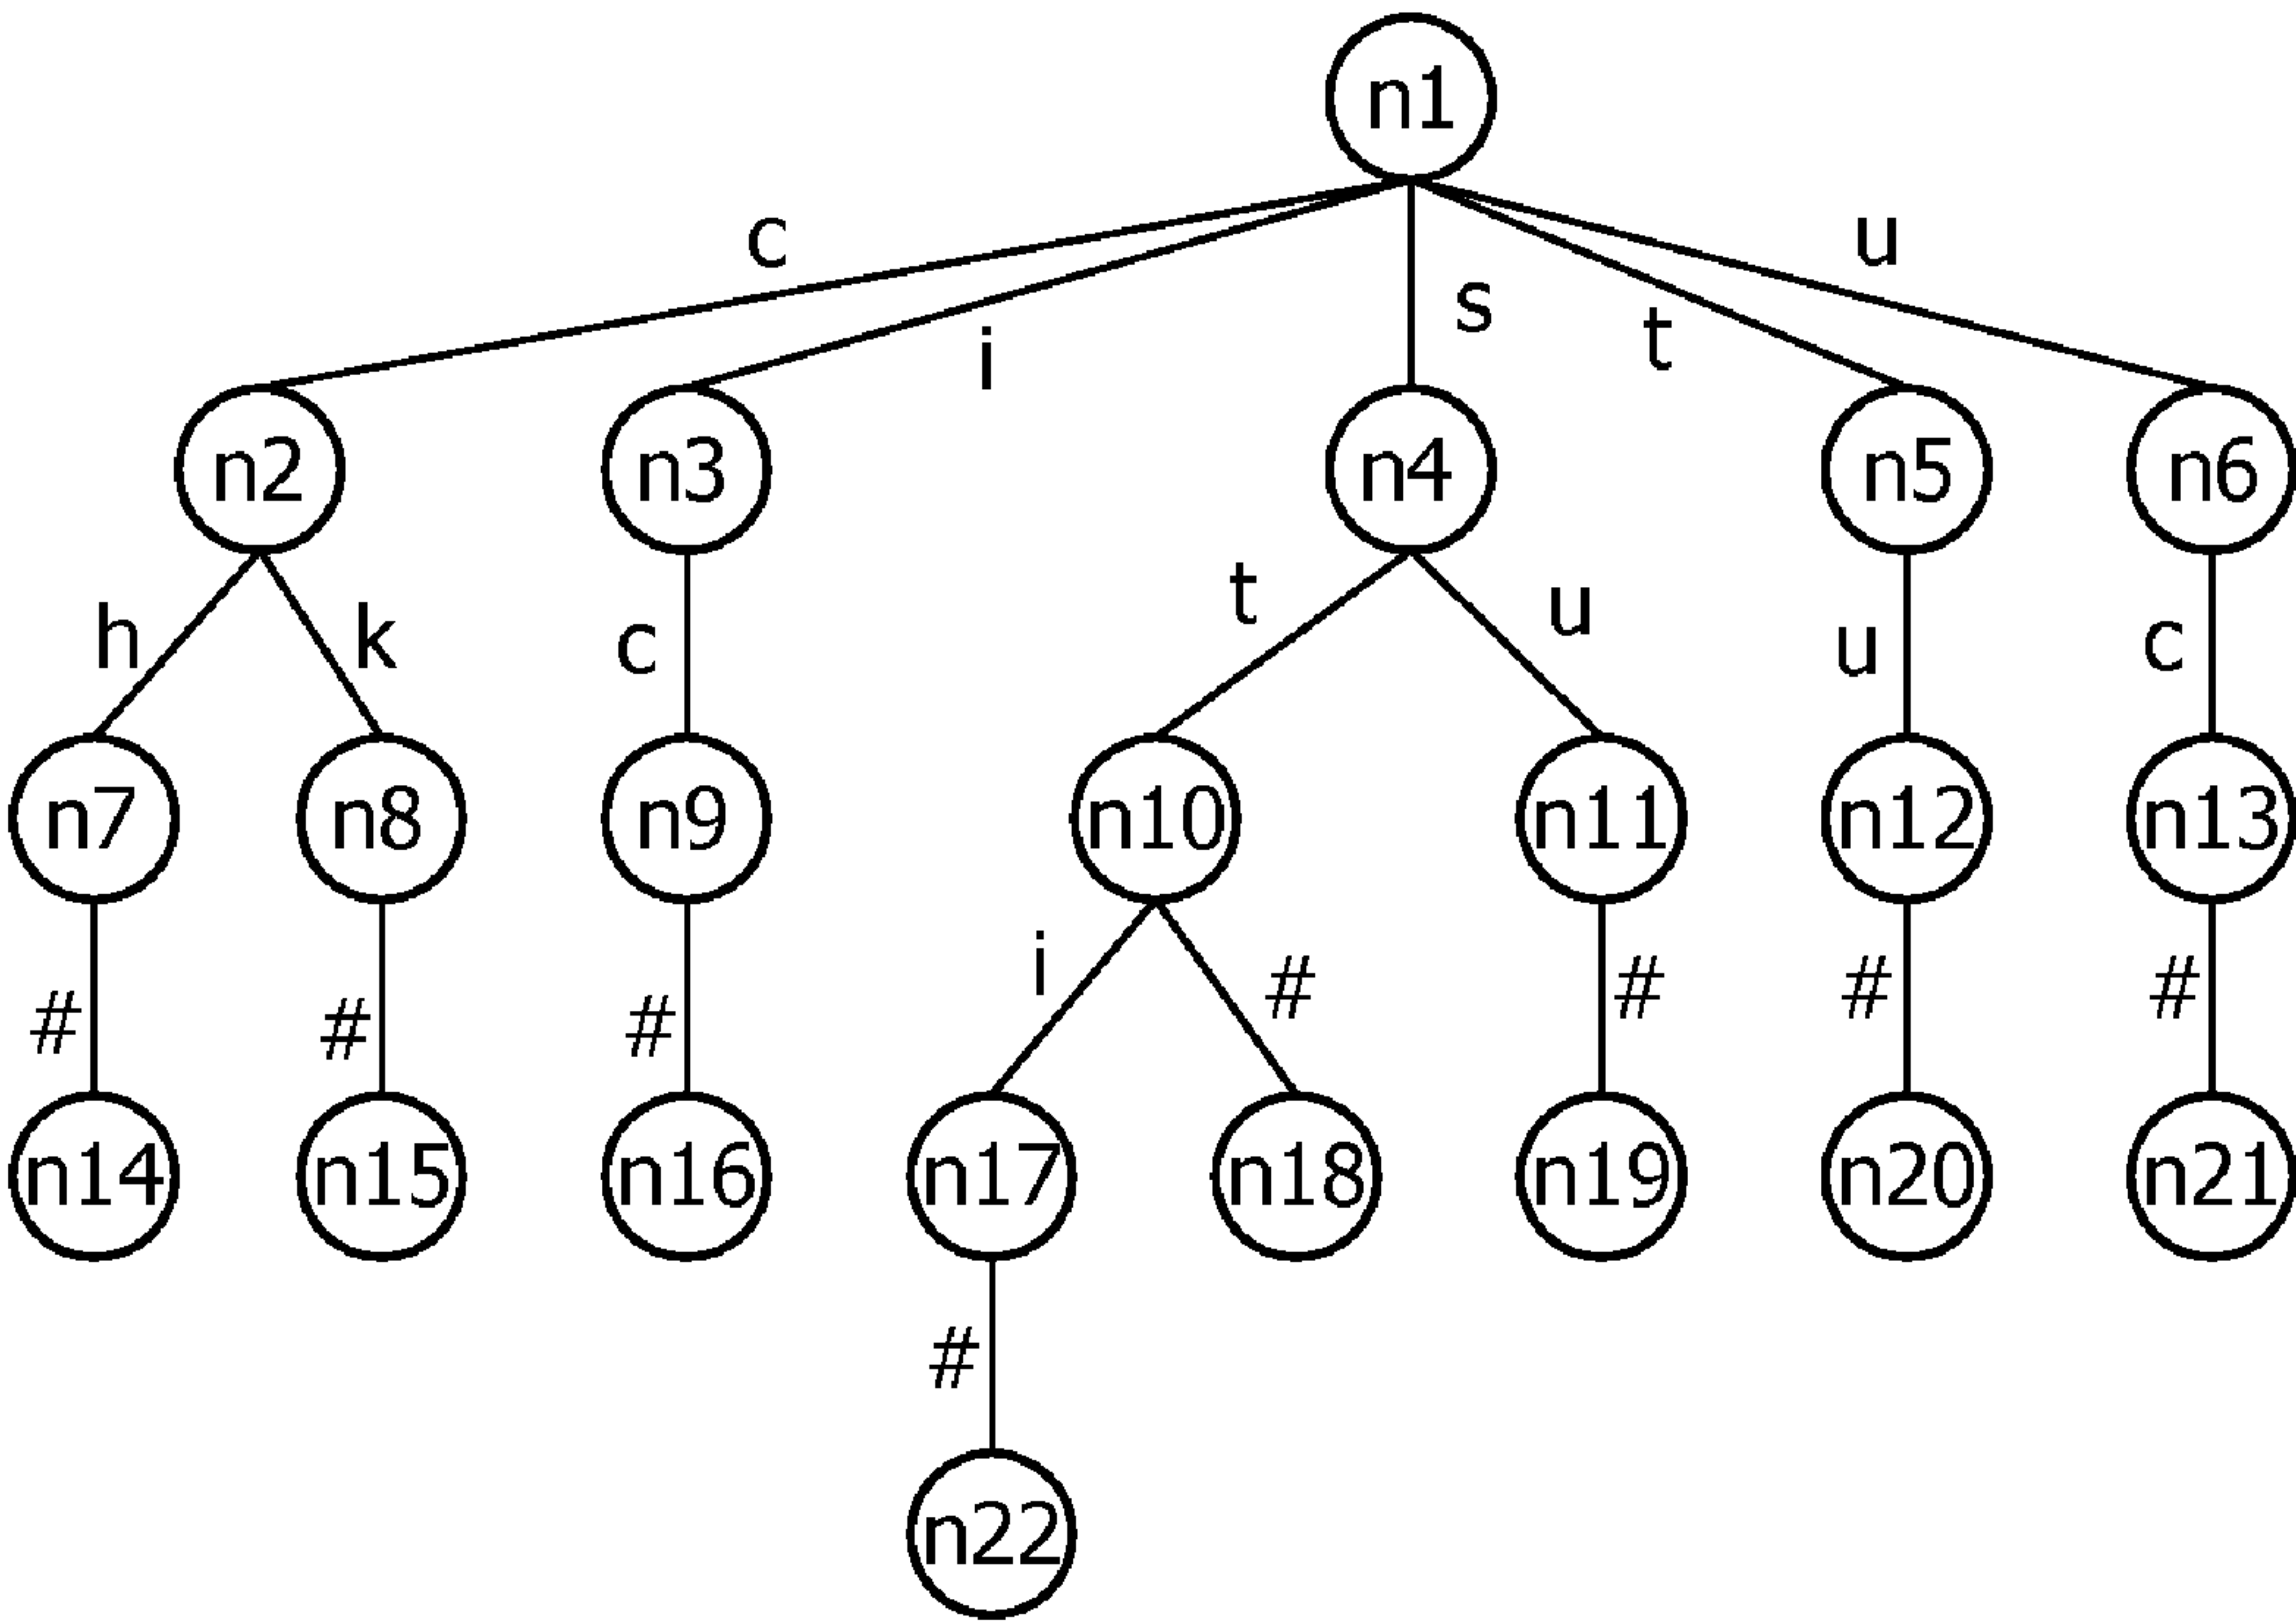 n1
c i s t u
n2 n3 n4 n5 n6
h k c t u u c
n7 n8 n9 n10 n11 n12 n13
# # # i # # # #
n14 n15 n16 n17 n18 n19 n20 n21
#
n22